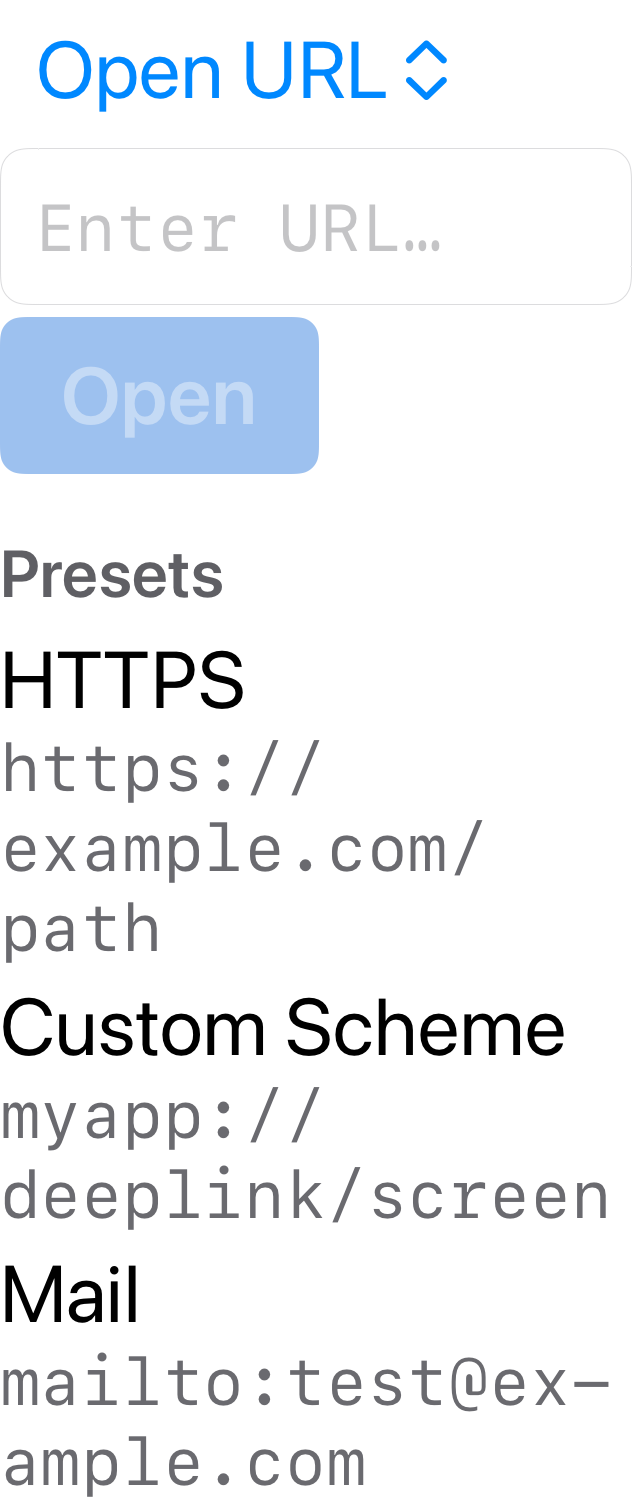 Open URL
Enter URL…
Open
Presets
HTTPS
https://
example.com/
path
Custom Scheme
myapp://
deeplink/screen
Mail
mailto:test@ex-
ample.com